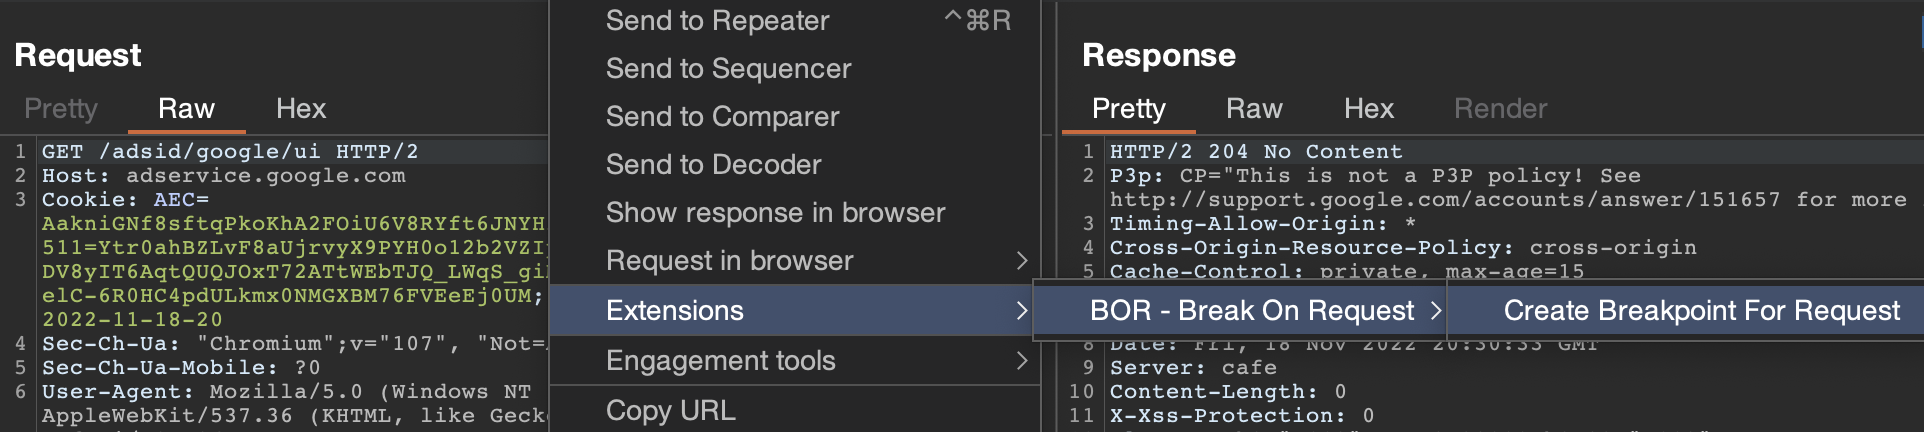 Request
Pretty Raw Hex
1 GET /adsid/google/ui HTTP/2
2 Host: adservice.google.com
3 Cookie: AEC=
AakniGNf8sftqPkoKhA2FOiU6V8RYft6JNYH
511=Ytr0ahBZLvF8aUjrvyX9PYH0o12b2VZI
DV8yIT6AqtQUQJOxT72ATtWEbTJQ_LWqS_gi
elC-6R0HC4pdULkmx0NMGXBM76FVEeEj0UM;
2022-11-18-20
4 Sec-Ch-Ua: "Chromium";v="107", "Not=
5 Sec-Ch-Ua-Mobile: ?0
6 User-Agent: Mozilla/5.0 (Windows NT
AppleWebKit/537.36 (KHTML, like Geck
Send to Repeater ^⌘R
Send to Sequencer
Send to Comparer
Send to Decoder
Show response in browser
Request in browser >
Extensions >
Engagement tools >
Copy URL
BOR - Break On Request >
Create Breakpoint For Request
Response
Pretty Raw Hex Render
1 HTTP/2 204 No Content
2 P3p: CP="This is not a P3P policy! See
http://support.google.com/accounts/answer/151657 for more
3 Timing-Allow-Origin: *
4 Cross-Origin-Resource-Policy: cross-origin
5 Cache-Control: private, max-age=15
8 Date: Fri, 18 Nov 2022 20:30:33 GMT
9 Server: cafe
10 Content-Length: 0
11 X-Xss-Protection: 0